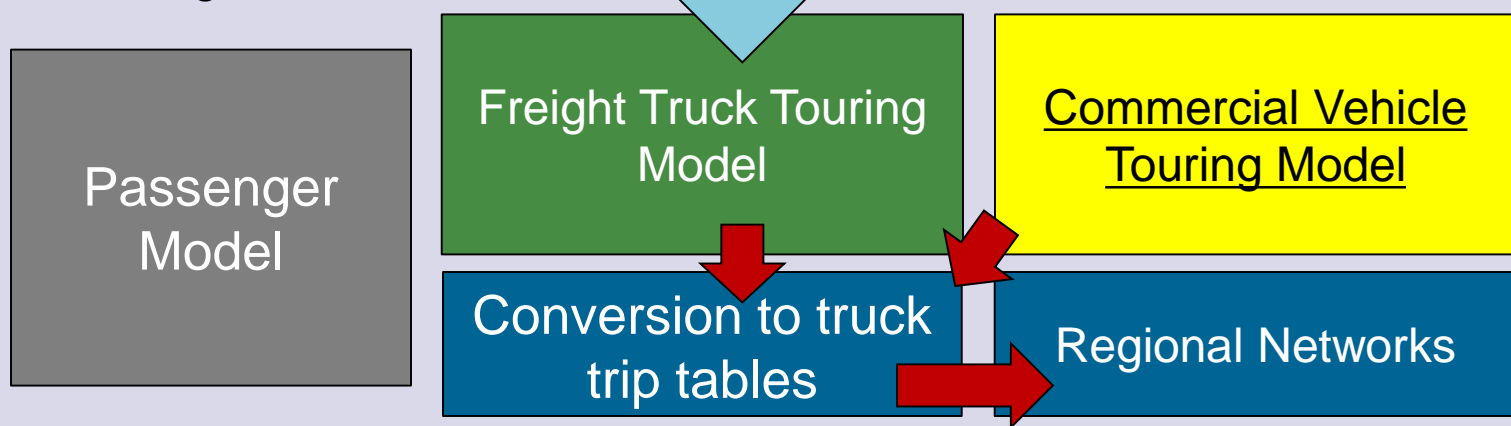 Passenger
Model
Freight Truck Touring
Model
Commercial Vehicle
Touring Model
Conversion to truck
trip tables
Regional Networks